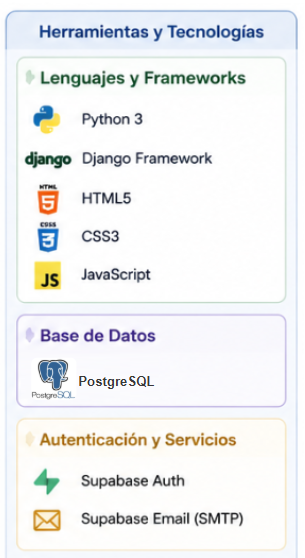 Herramientas y Tecnologías
Lenguajes y Frameworks
Python 3
django Django Framework
HTML 5 HTML5
CSS 3 CSS3
JS JavaScript
Base de Datos
PostgreSQL PostgreSQL
Autenticación y Servicios
Supabase Auth
Supabase Email (SMTP)